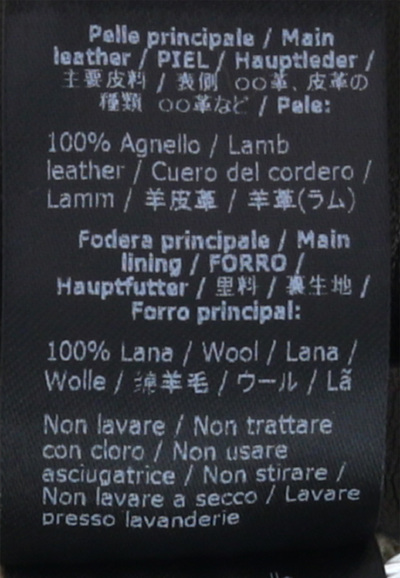 Pelle principale / Main
leather / PIEL / Hauptleder /
主要皮料 / 表側 ○○革、皮革の
種類 ○○革など / Pele:
100% Agnello / Lamb
leather / Cuero del cordero /
Lamm / 羊皮革 / 羊革(ラム)
Fodera principale / Main
lining / FORRO /
Hauptfutter / 里料 / 裏生地 /
Forro principal:
100% Lana / Wool / Lana /
Wolle / 绵羊毛 / ウール / Lã
Non lavare / Non trattare
con cloro / Non usare
asciugatrice / Non stirare /
Non lavare a secco / Lavare
presso lavanderie